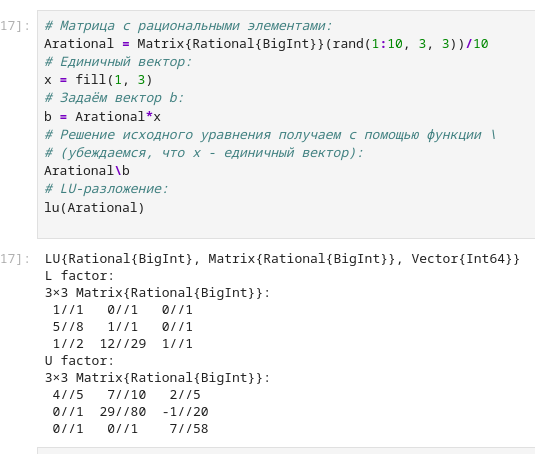 17]: # Матрица с рациональными элементами:
Arational = Matrix{Rational{BigInt}}(rand(1:10, 3, 3))/10
# Единичный вектор:
x = fill(1, 3)
# Задаём вектор b:
b = Arational*x
# Решение исходного уравнения получаем с помощью функции \
# (убеждаемся, что x - единичный вектор):
Arational\b
# LU-разложение:
lu(Arational)
17]: LU{Rational{BigInt}, Matrix{Rational{BigInt}}, Vector{Int64}}
L factor:
3×3 Matrix{Rational{BigInt}}:
1//1 0//1 0//1
5//8 1//1 0//1
1//2 12//29 1//1
U factor:
3×3 Matrix{Rational{BigInt}}:
4//5 7//10 2//5
0//1 29//80 -1//20
0//1 0//1 7//58